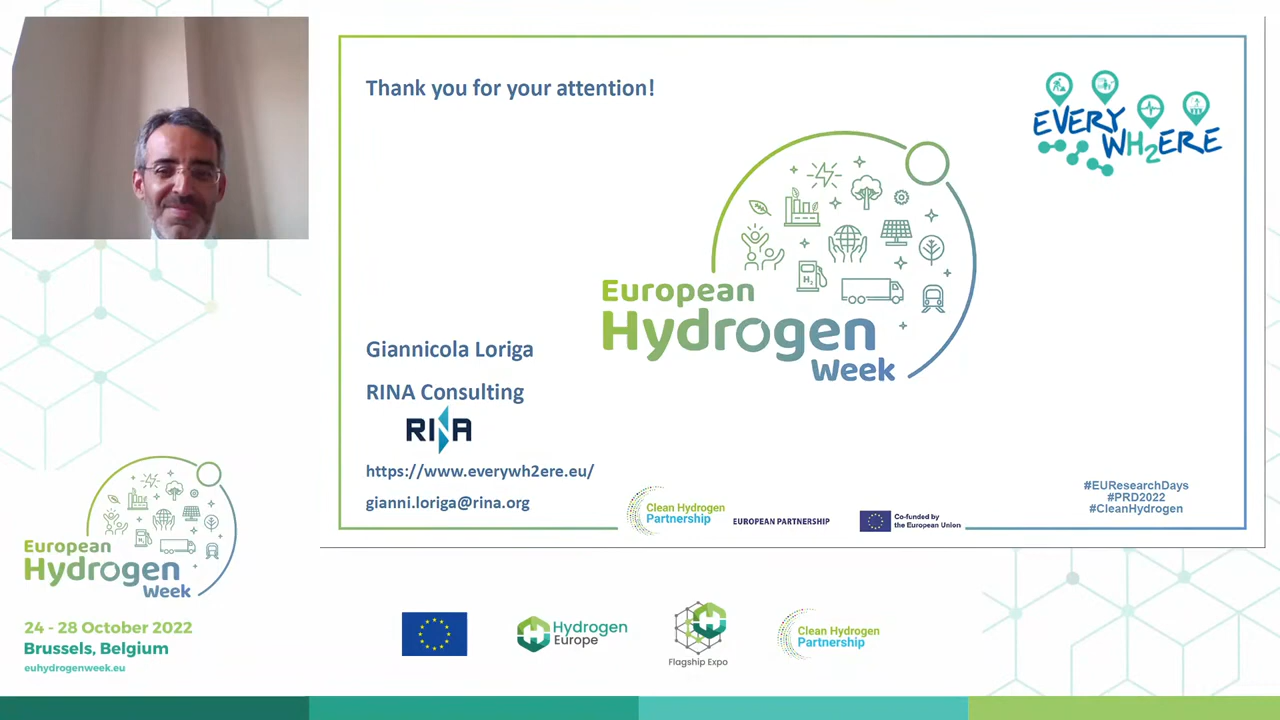 Thank you for your attention!
EVERY
WH2ERE
H2
European
Hydrogen
Week
Giannicola Loriga
RINA Consulting
RINA
https://www.everywh2ere.eu/
gianni.loriga@rina.org
Clean Hydrogen
Partnership
EUROPEAN PARTNERSHIP
Co-funded by
the European Union
#EUResearchDays
#PRD2022
#CleanHydrogen
European
Hydrogen
Week
24 - 28 October 2022
Brussels, Belgium
euhydrogenweek.eu
Hydrogen
Europe
Flagship Expo
Clean Hydrogen
Partnership